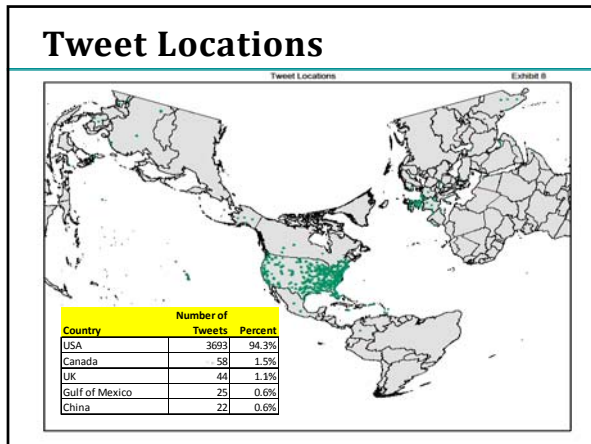 Tweet Locations
Tweet Locations Exhibit 8
Number of
Country Tweets Percent
USA 3693 94.3%
Canada 58 1.5%
UK 44 1.1%
Gulf of Mexico 25 0.6%
China 22 0.6%